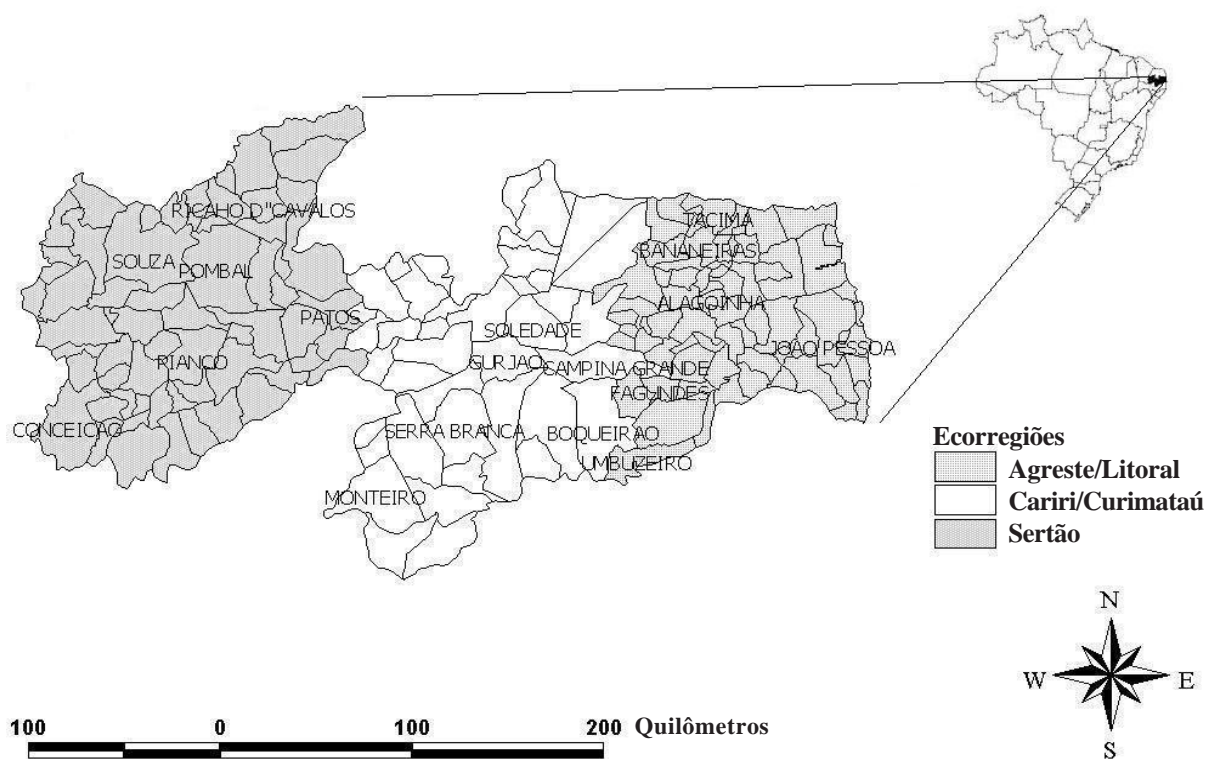 RICAHO D"CAVALOS
TACIMA
BANANEIRAS
SOUZA
POMBAL
ALAGOINHA
PATOS
SOLEDADE
JOÃO PESSOA
RIANCO
GURJAO
CAMPINA GRANDE
FAGUNDES
CONCEICAO
SERRA BRANCA
BOQUEIRAO
UMBUZEIRO
MONTEIRO
Ecorregiões
Agreste/Litoral
Cariri/Curimataú
Sertão
N
W
E
S
100 0 100 200 Quilômetros